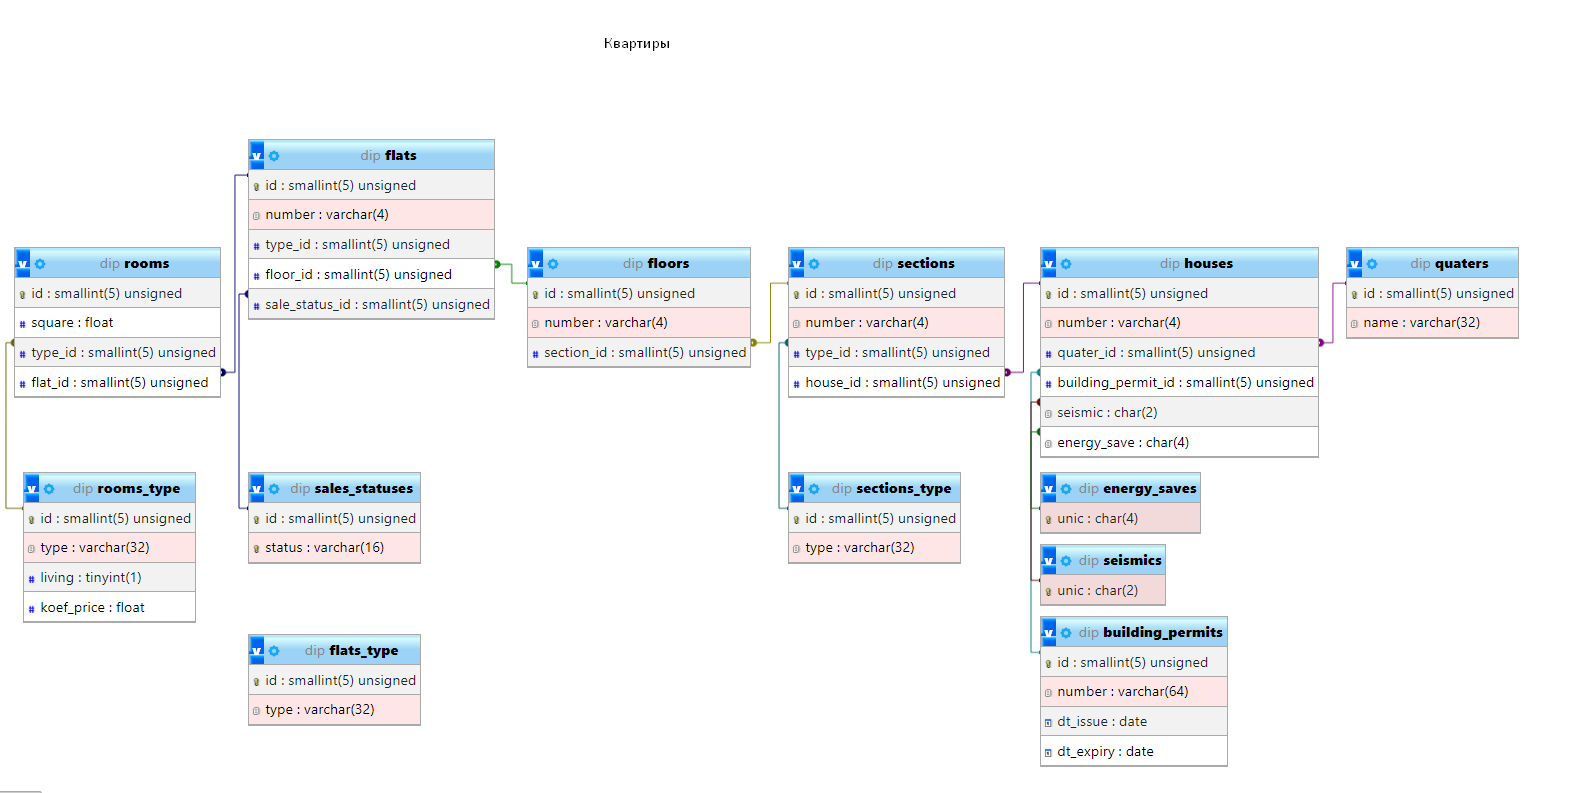 Квартиры
dip flats
id : smallint(5) unsigned
number : varchar(4)
type_id : smallint(5) unsigned
floor_id : smallint(5) unsigned
sale_status_id : smallint(5) unsigned
dip rooms
id : smallint(5) unsigned
square : float
type_id : smallint(5) unsigned
flat_id : smallint(5) unsigned
dip floors
id : smallint(5) unsigned
number : varchar(4)
section_id : smallint(5) unsigned
dip sections
id : smallint(5) unsigned
number : varchar(4)
type_id : smallint(5) unsigned
house_id : smallint(5) unsigned
dip houses
id : smallint(5) unsigned
number : varchar(4)
quater_id : smallint(5) unsigned
building_permit_id : smallint(5) unsigned
seismic : char(2)
energy_save : char(4)
dip quaters
id : smallint(5) unsigned
name : varchar(32)
dip rooms_type
id : smallint(5) unsigned
type : varchar(32)
living : tinyint(1)
koef_price : float
dip sales_statuses
id : smallint(5) unsigned
status : varchar(16)
dip sections_type
id : smallint(5) unsigned
type : varchar(32)
dip energy_saves
unic : char(4)
dip seismics
unic : char(2)
dip building_permits
id : smallint(5) unsigned
number : varchar(64)
dt_issue : date
dt_expiry : date
dip flats_type
id : smallint(5) unsigned
type : varchar(32)